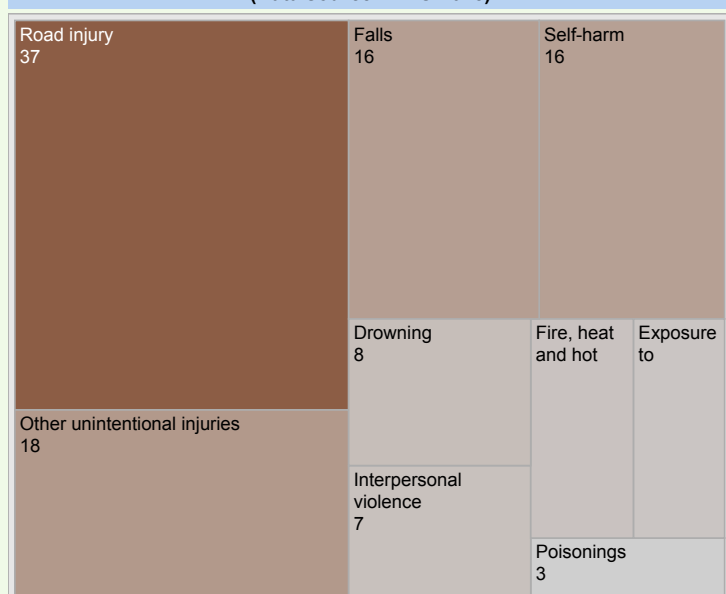 Road injury
37
Falls
16
Self-harm
16
Drowning
8
Fire, heat
and hot
Exposure
to
Other unintentional injuries
18
Interpersonal
violence
7
Poisonings
3